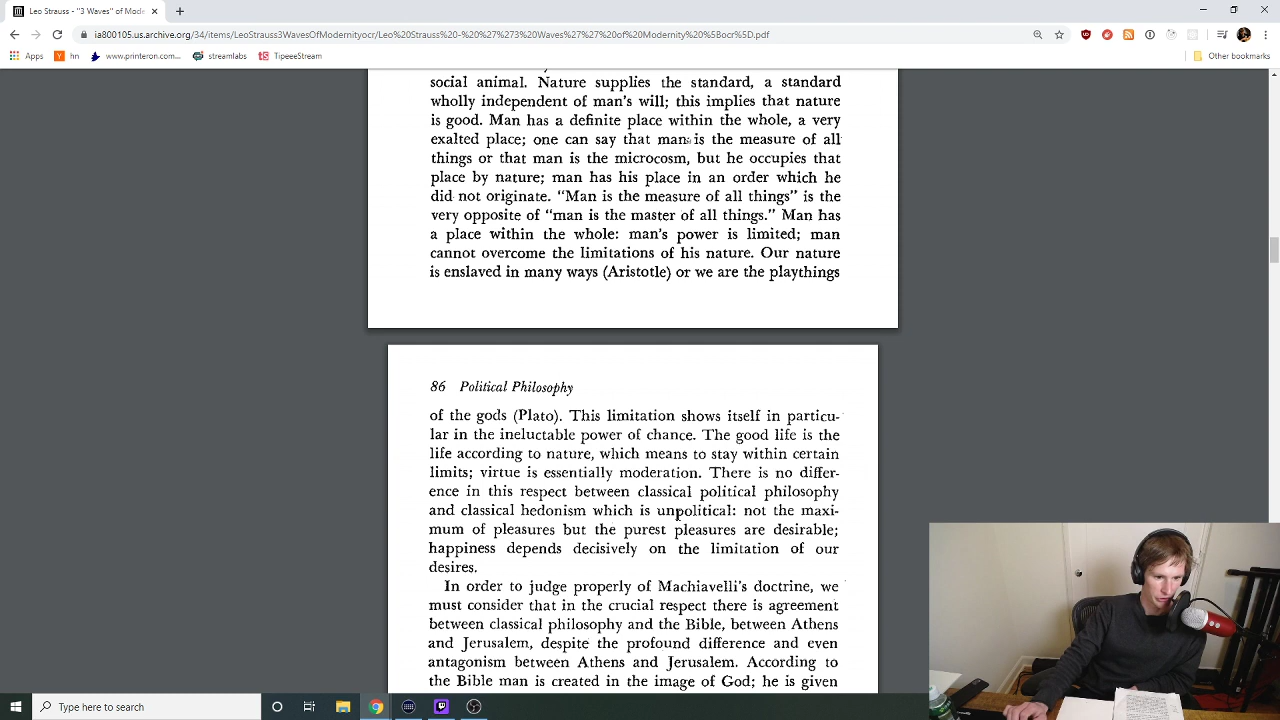 Leo Strauss - "3 Waves" of Mode
ia800105.us.archive.org/34/items/LeoStrauss3WavesOfModernityocr/Leo%20Strauss%20-%20%27%273%20Waves%27%27%20of%20Modernity%20%5Bocr%5D.pdf
Apps hn www.printeron.com... streamlabs TipeeeStream Other bookmarks
social animal. Nature supplies the standard, a standard
wholly independent of man's will; this implies that nature
is good. Man has a definite place within the whole, a very
exalted place; one can say that man is the measure of all
things or that man is the microcosm, but he occupies that
place by nature; man has his place in an order which he
did not originate. "Man is the measure of all things" is the
very opposite of "man is the master of all things." Man has
a place within the whole: man's power is limited; man
cannot overcome the limitations of his nature. Our nature
is enslaved in many ways (Aristotle) or we are the playthings
86 Political Philosophy
of the gods (Plato). This limitation shows itself in particu-
lar in the ineluctable power of chance. The good life is the
life according to nature, which means to stay within certain
limits; virtue is essentially moderation. There is no differ-
ence in this respect between classical political philosophy
and classical hedonism which is unpolitical: not the maxi-
mum of pleasures but the purest pleasures are desirable;
happiness depends decisively on the limitation of our
desires.
In order to judge properly of Machiavelli's doctrine, we
must consider that in the crucial respect there is agreement
between classical philosophy and the Bible, between Athens
and Jerusalem, despite the profound difference and even
antagonism between Athens and Jerusalem. According to
the Bible man is created in the image of God; he is given
Type here to search